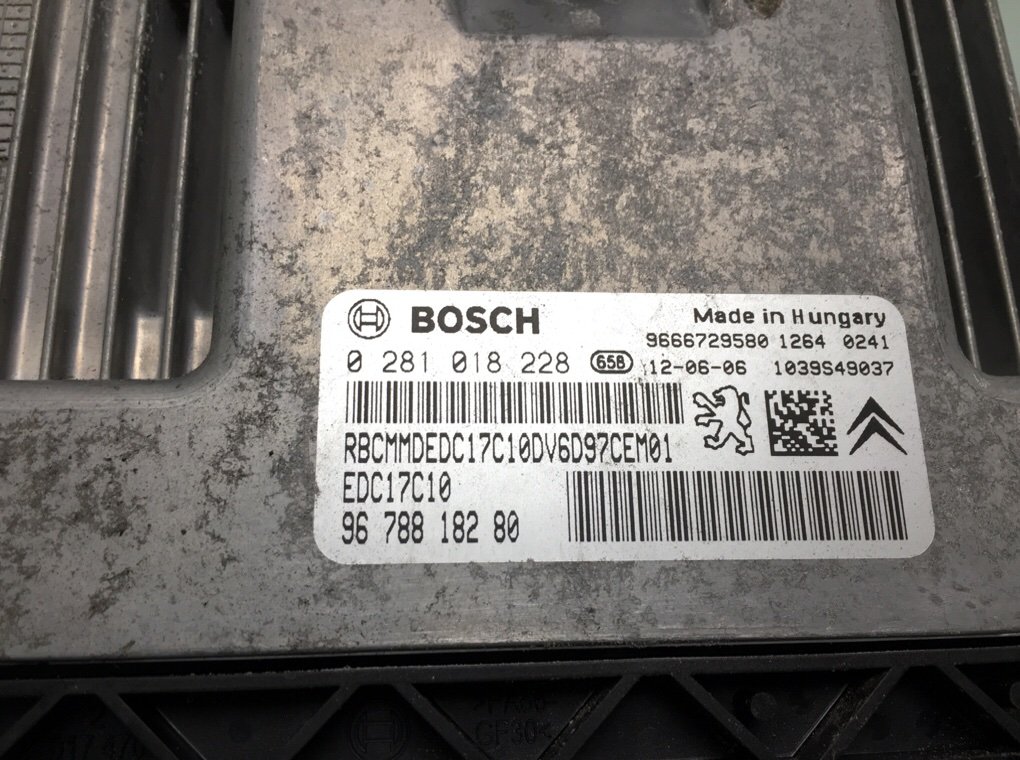 BOSCH
Made in Hungary
9666729580 1264 0241
0 281 018 228 658 12-06-06 1039S49037
RBCMMDEDC17C10DV6D97CEM01
EDC17C10
96 788 182 80